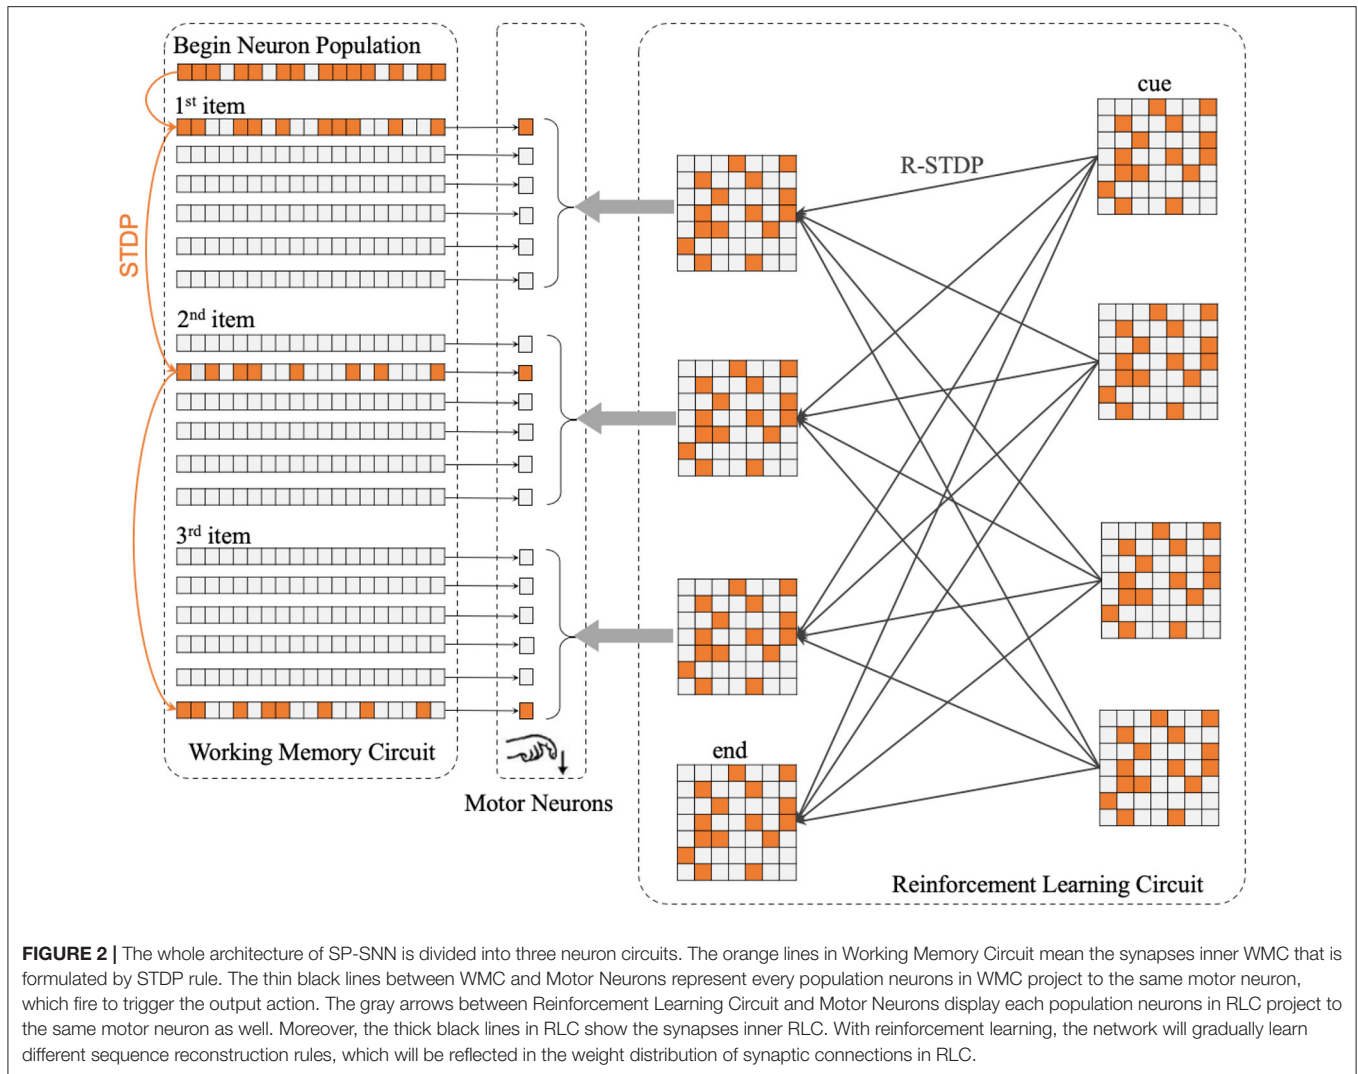 Begin Neuron Population
1st item
STDP
2nd item
3rd item
Working Memory Circuit
Motor Neurons
cue
R-STDP
end
Reinforcement Learning Circuit
FIGURE 2 | The whole architecture of SP-SNN is divided into three neuron circuits. The orange lines in Working Memory Circuit mean the synapses inner WMC that is
formulated by STDP rule. The thin black lines between WMC and Motor Neurons represent every population neurons in WMC project to the same motor neuron,
which fire to trigger the output action. The gray arrows between Reinforcement Learning Circuit and Motor Neurons display each population neurons in RLC project to
the same motor neuron as well. Moreover, the thick black lines in RLC show the synapses inner RLC. With reinforcement learning, the network will gradually learn
different sequence reconstruction rules, which will be reflected in the weight distribution of synaptic connections in RLC.